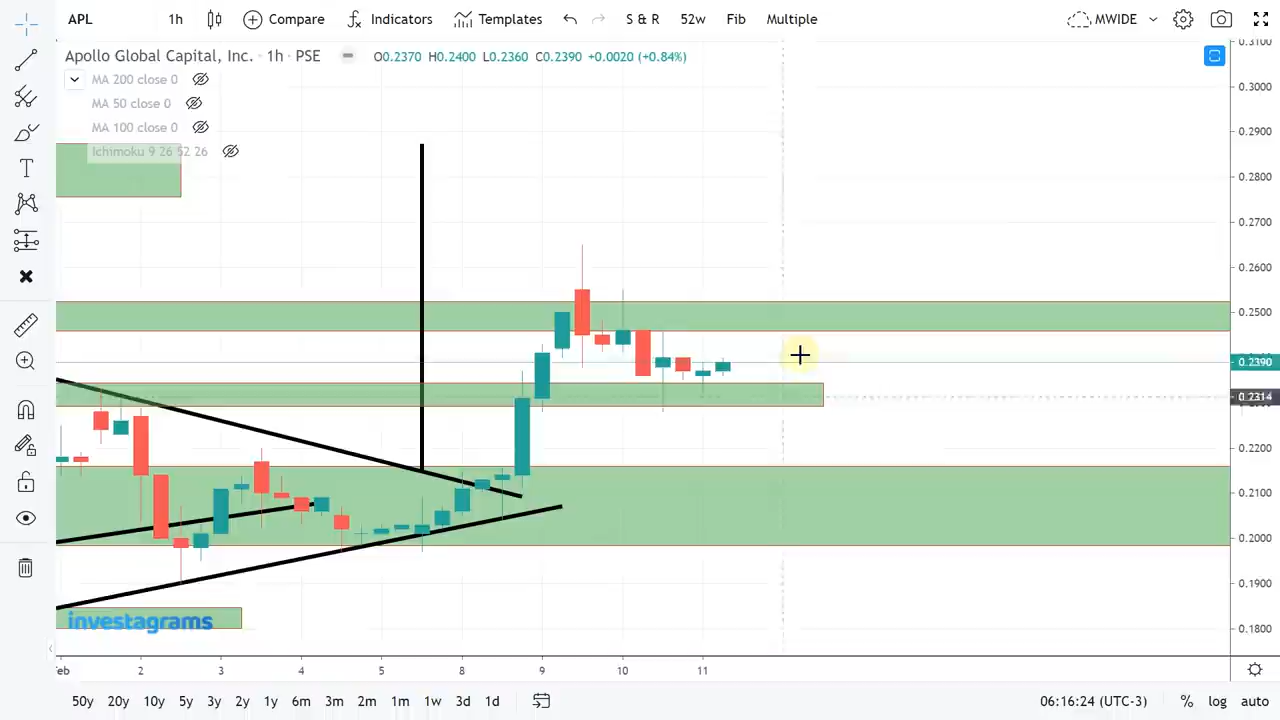 APL 1h Compare Indicators Templates S & R 52w Fib Multiple MWIDE
Apollo Global Capital, Inc. · 1h · PSE O0.2370 H0.2400 L0.2360 C0.2390 +0.0020 (+0.84%)
MA 200 close 0
MA 50 close 0
MA 100 close 0
Ichimoku 9 26 52 26
0.3100
0.3000
0.2900
0.2800
0.2700
0.2600
0.2500
0.2390
0.2314
0.2200
0.2100
0.2000
0.1900
0.1800
investagrams
Feb 2 3 4 5 8 9 10 11
50y 20y 10y 5y 3y 2y 1y 6m 3m 2m 1m 1w 3d 1d 06:16:24 (UTC-3) % log auto